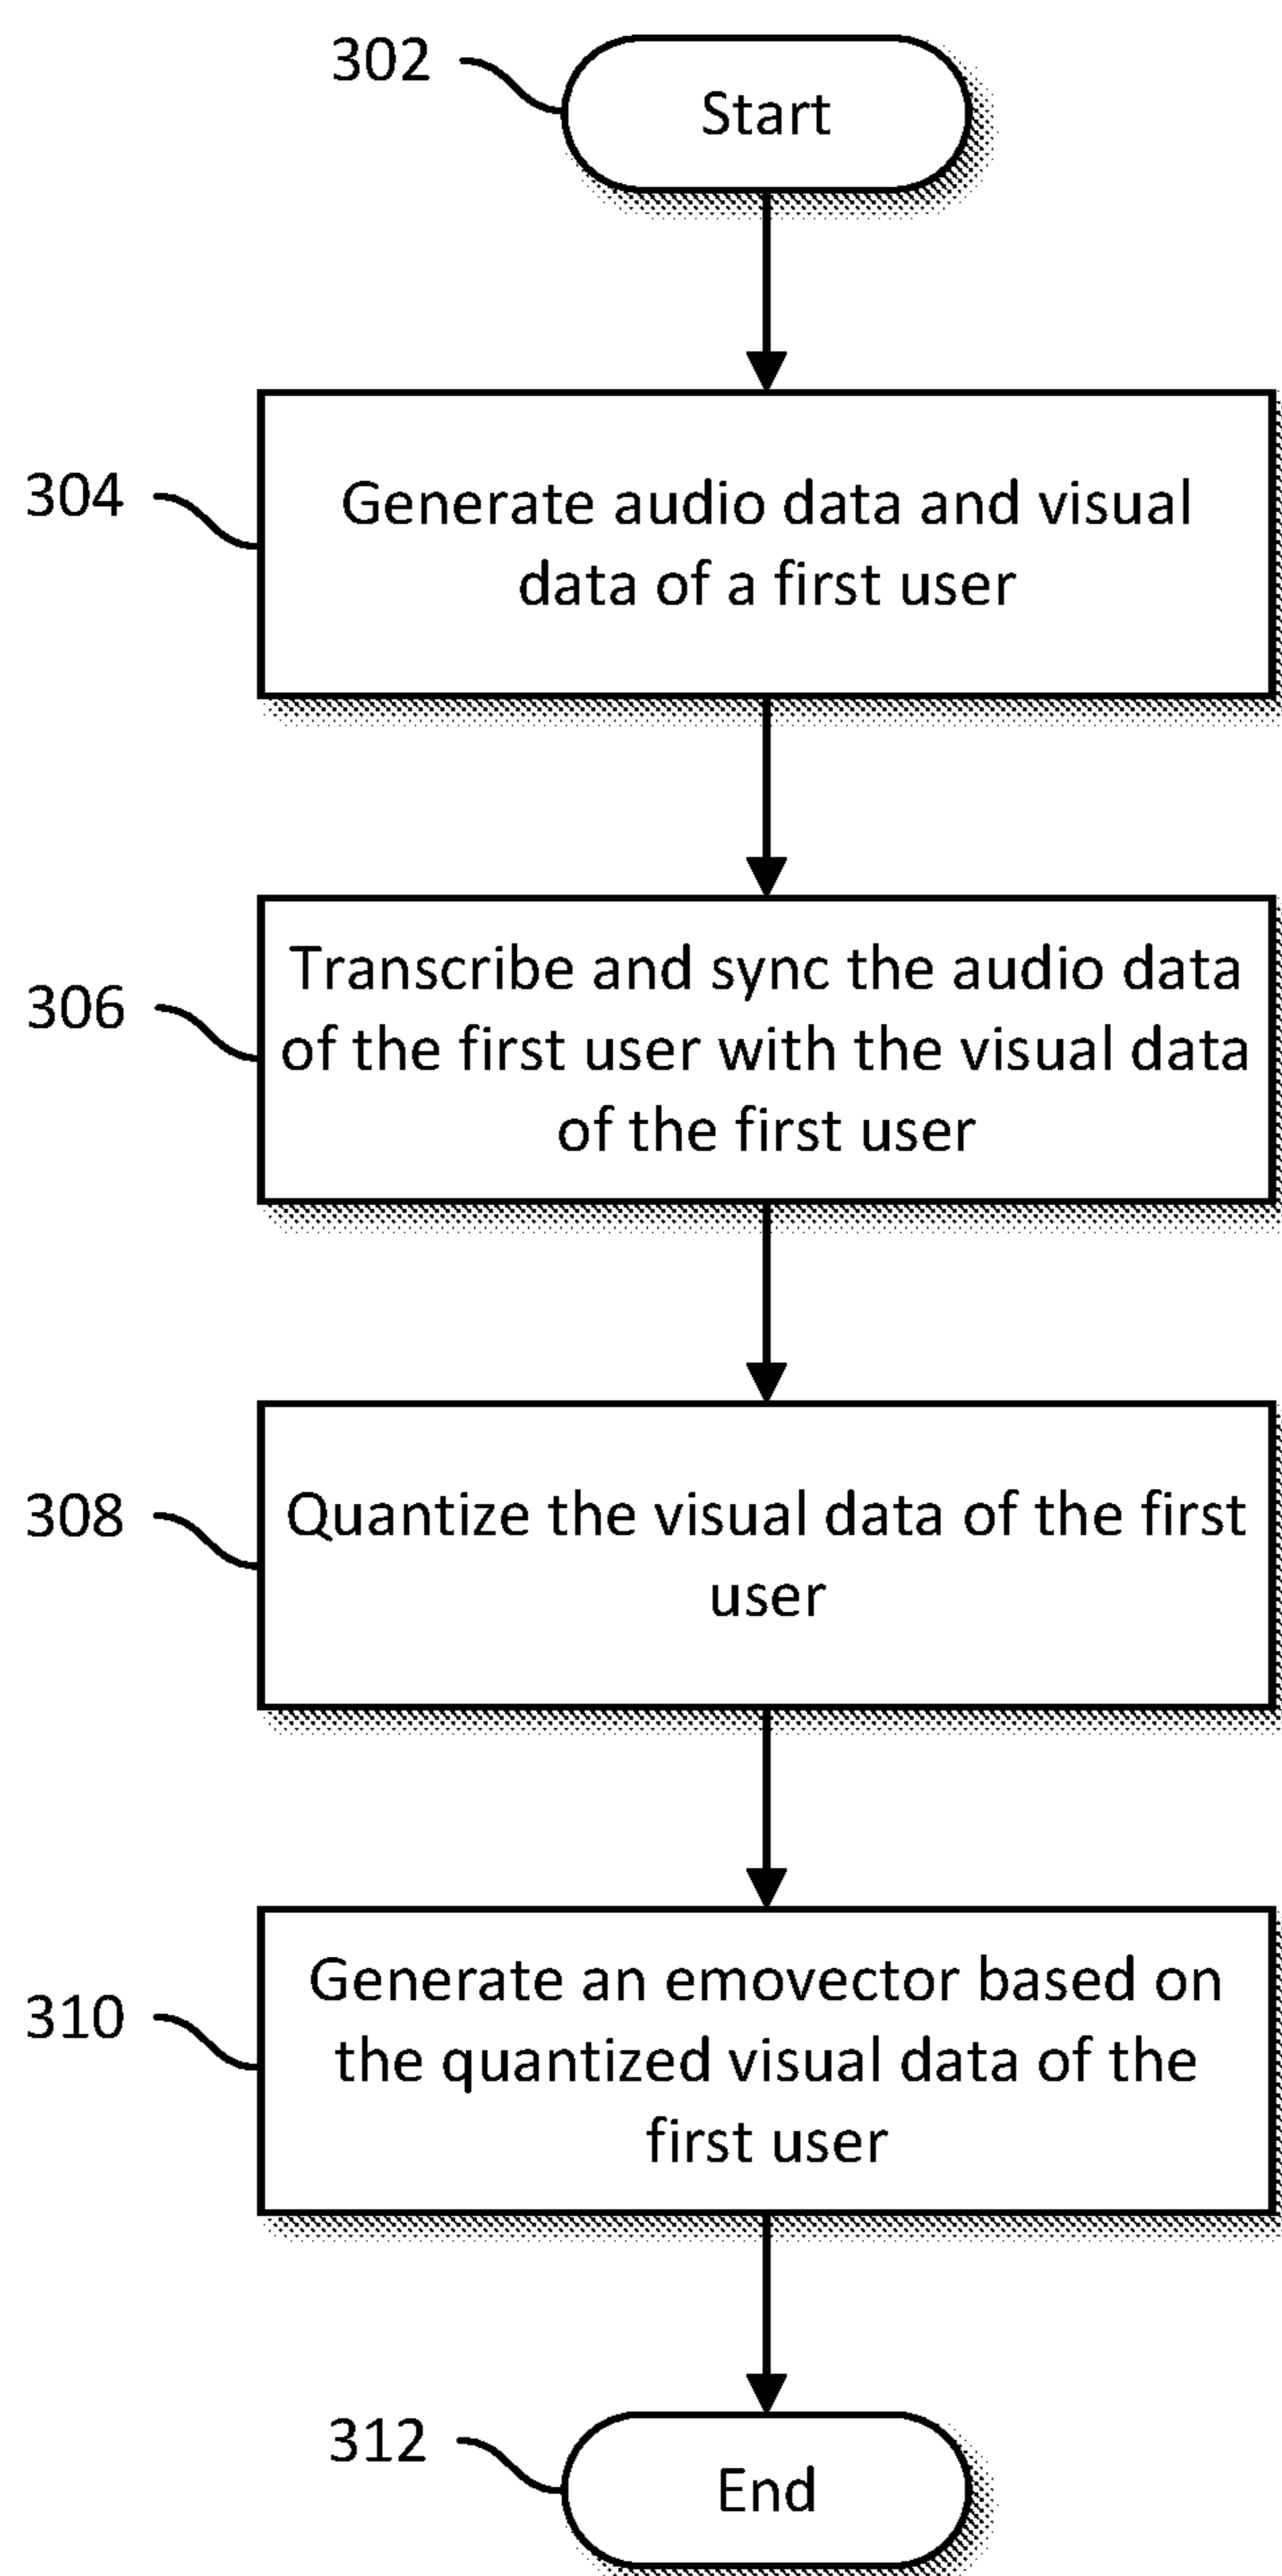 302
Start
304
Generate audio data and visual
data of a first user
306
Transcribe and sync the audio data
of the first user with the visual data
of the first user
308
Quantize the visual data of the first
user
310
Generate an emovector based on
the quantized visual data of the
first user
312
End